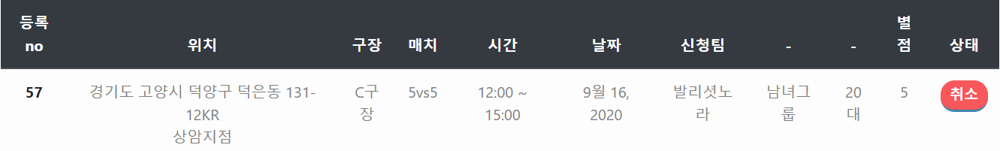 등록 no 위치 구장 매치 시간 날짜 신청팀 - - 별점 상태
57 경기도 고양시 덕양구 덕은동 131-12KR 상암지점 C구장 5vs5 12:00 ~ 15:00 9월 16, 2020 발리셧노라 남녀그룹 20대 5 취소